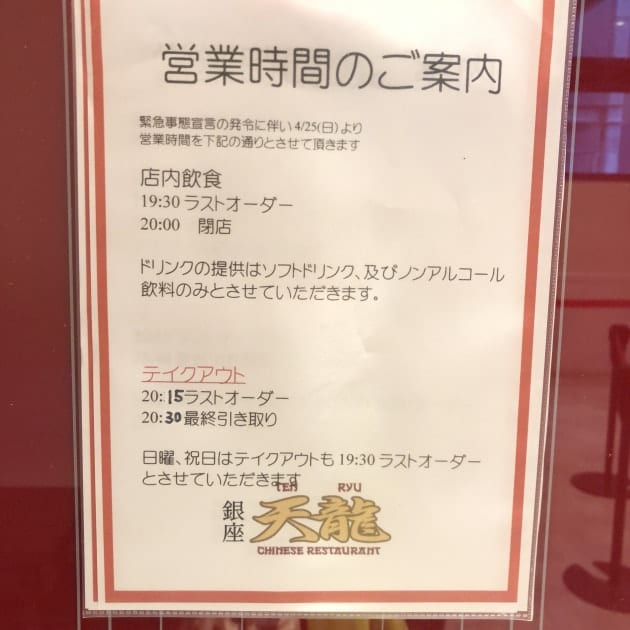 営業時間のご案内
緊急事態宣言の発令に伴い4/25(日)より
営業時間を下記の通りとさせて頂きます
店内飲食
19:30 ラストオーダー
20:00　閉店
ドリンクの提供はソフトドリンク、及びノンアルコール
飲料のみとさせていただきます。
テイクアウト
20:15ラストオーダー
20:30最終引き取り
日曜、祝日はテイクアウトも19:30 ラストオーダー
とさせていただきます
TEN RYU
銀座 天龍
CHINESE RESTAURANT